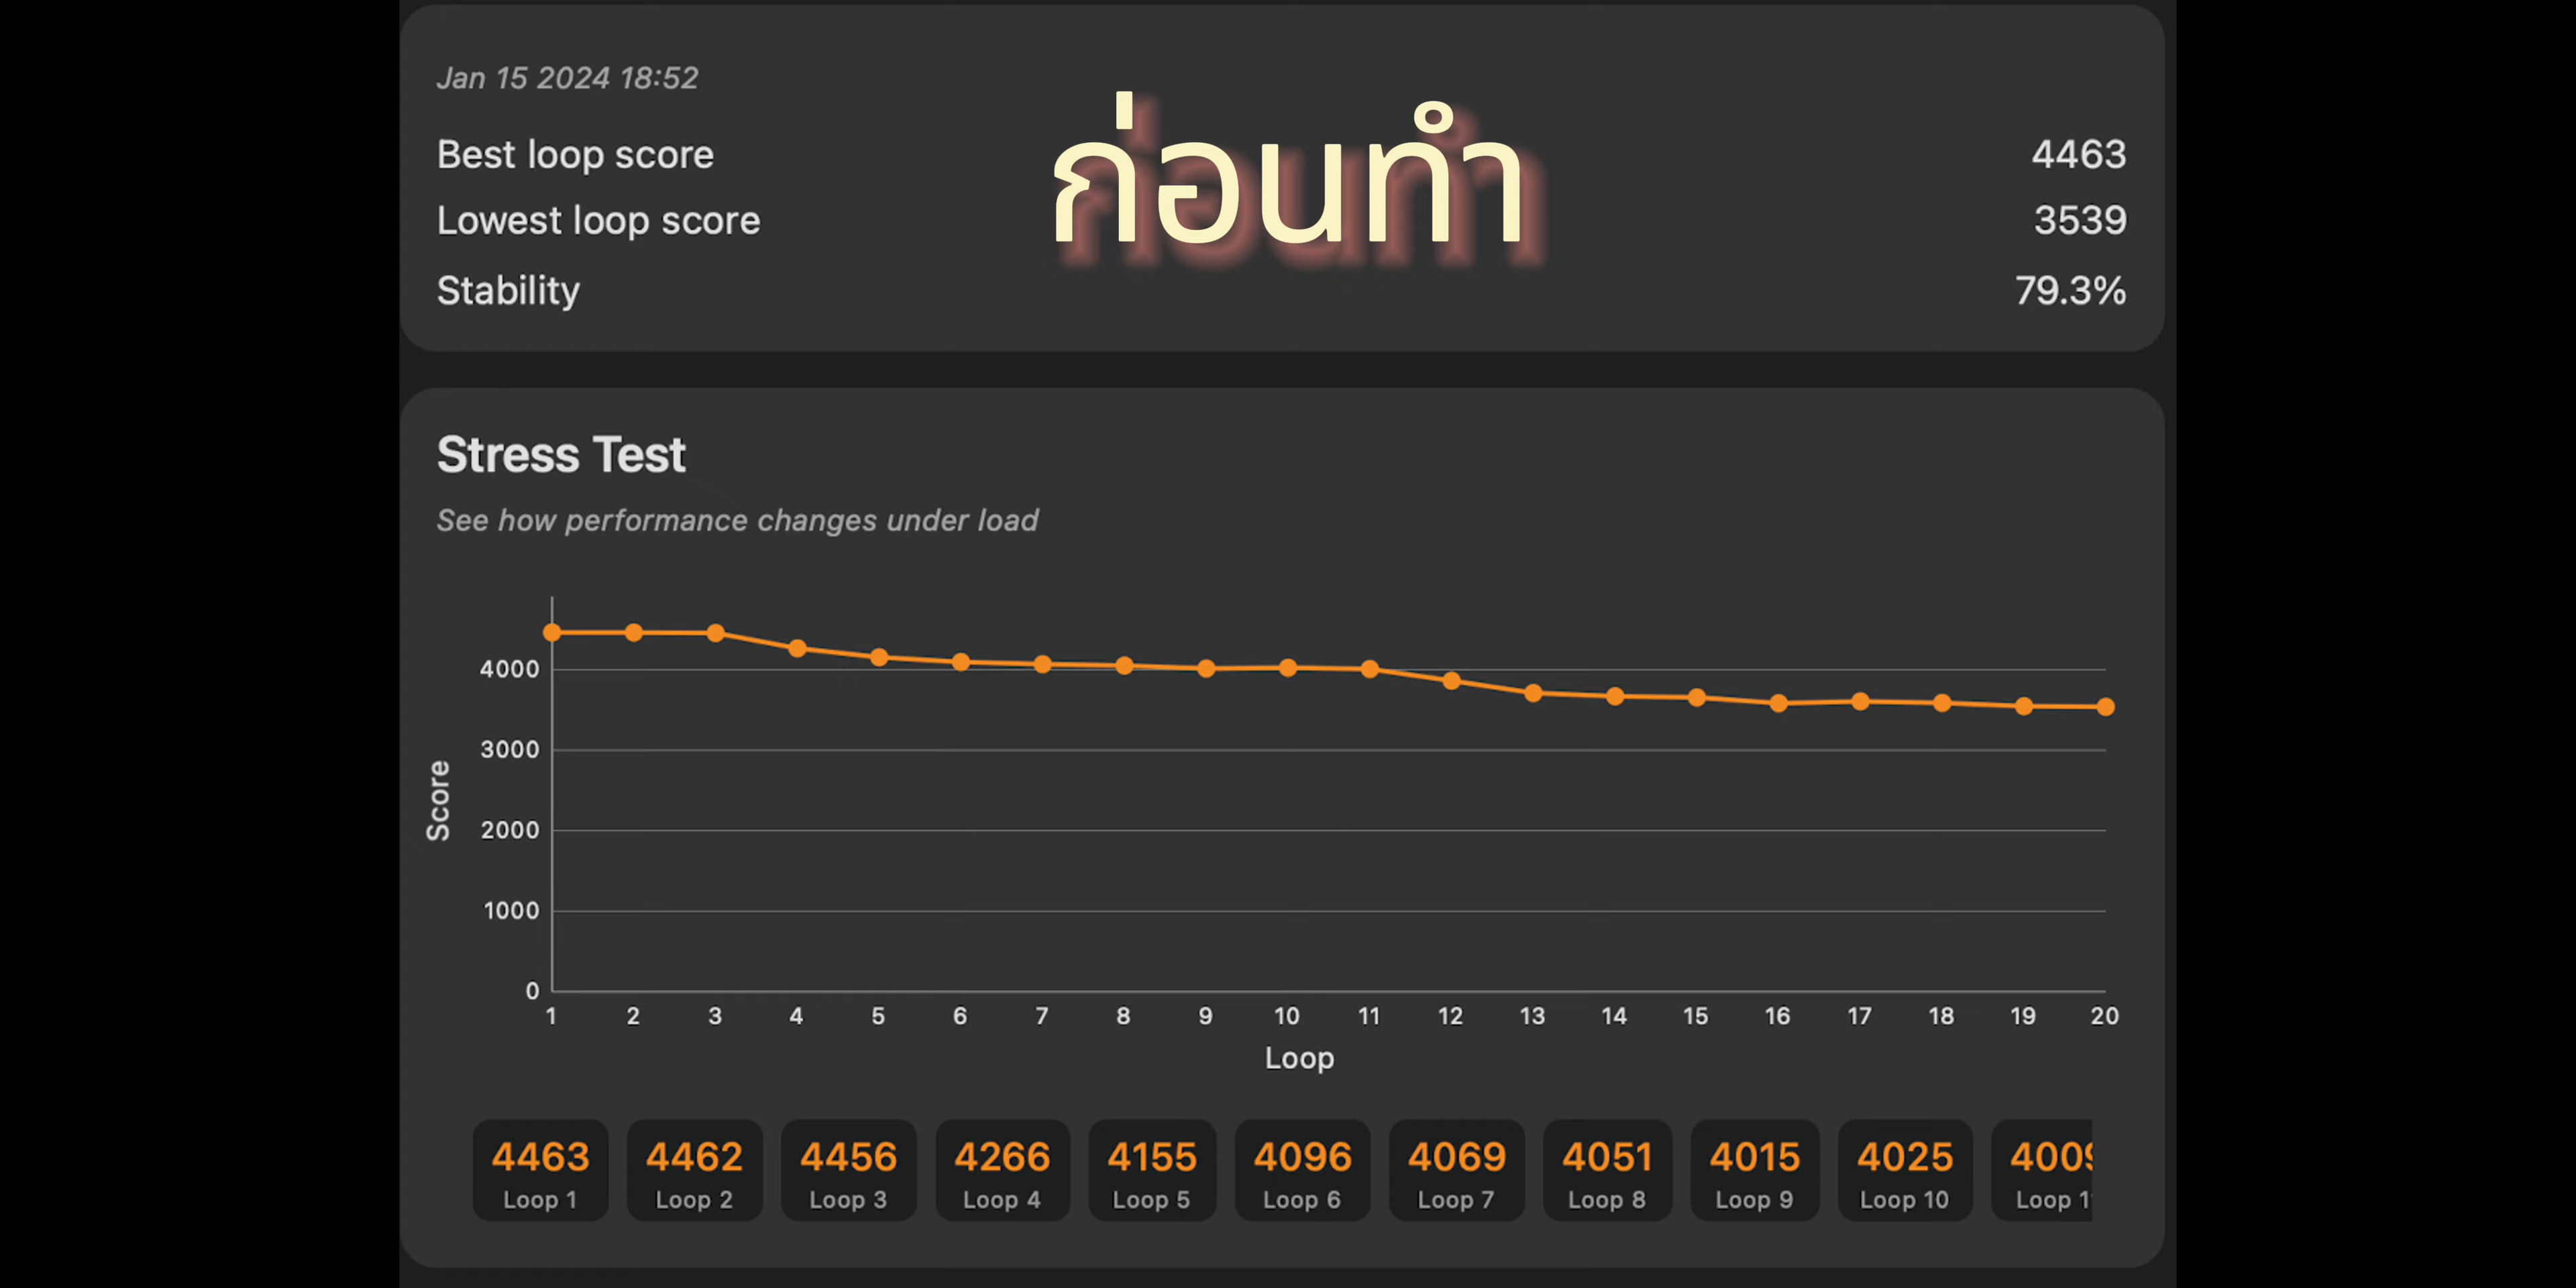 Jan 15 2024 18:52
ก่อนทำ
Best loop score 4463
Lowest loop score 3539
Stability 79.3%
Stress Test
See how performance changes under load
Score
4000
3000
2000
1000
0
1 2 3 4 5 6 7 8 9 10 11 12 13 14 15 16 17 18 19 20
Loop
4463 4462 4456 4266 4155 4096 4069 4051 4015 4025 4009
Loop 1 Loop 2 Loop 3 Loop 4 Loop 5 Loop 6 Loop 7 Loop 8 Loop 9 Loop 10 Loop 11